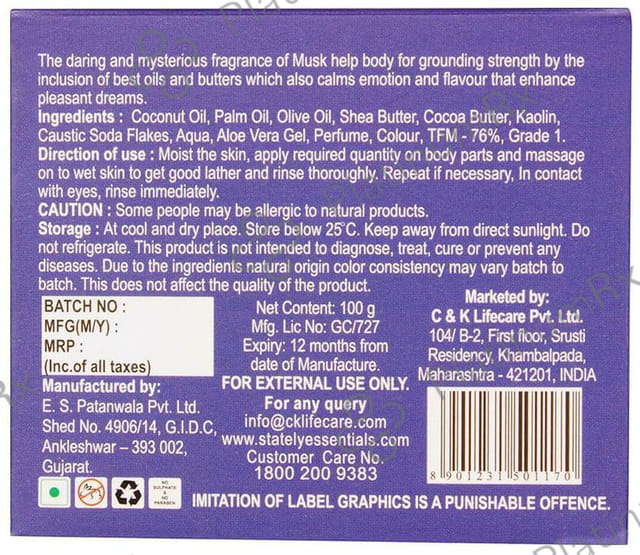 The daring and mysterious fragrance of Musk help body for grounding strength by the
inclusion of best oils and butters which also calms emotion and flavour that enhance
pleasant dreams.
Ingredients : Coconut Oil, Palm Oil, Olive Oil, Shea Butter, Cocoa Butter, Kaolin,
Caustic Soda Flakes, Aqua, Aloe Vera Gel, Perfume, Colour, TFM - 76%, Grade 1.
Direction of use : Moist the skin, apply required quantity on body parts and massage
on to wet skin to get good lather and rinse thoroughly. Repeat if necessary, In contact
with eyes, rinse immediately.
CAUTION : Some people may be allergic to natural products.
Storage : At cool and dry place. Store below 25°C. Keep away from direct sunlight. Do
not refrigerate. This product is not intended to diagnose, treat, cure or prevent any
diseases. Due to the ingredients natural origin color consistency may vary batch to
batch. This does not affect the quality of the product.
BATCH NO :
MFG(M/Y) :
MRP :
(Inc.of all taxes)
Manufactured by:
E. S. Patanwala Pvt. Ltd.
Shed No. 4906/14, G.I.D.C,
Ankleshwar – 393 002,
Gujarat.
Net Content: 100 g
Mfg. Lic No: GC/727
Expiry: 12 months from
date of Manufacture.
FOR EXTERNAL USE ONLY.
For any query
info@cklifecare.com
www.statelyessentials.com
Customer Care No.
1800 200 9383
Marketed by:
C & K Lifecare Pvt. Ltd.
104/ B-2, First floor, Srusti
Residency, Khambalpada,
Maharashtra - 421201, INDIA
8 901231 501170
NO
SULPHATE
&
NO
PARABEN
IMITATION OF LABEL GRAPHICS IS A PUNISHABLE OFFENCE.